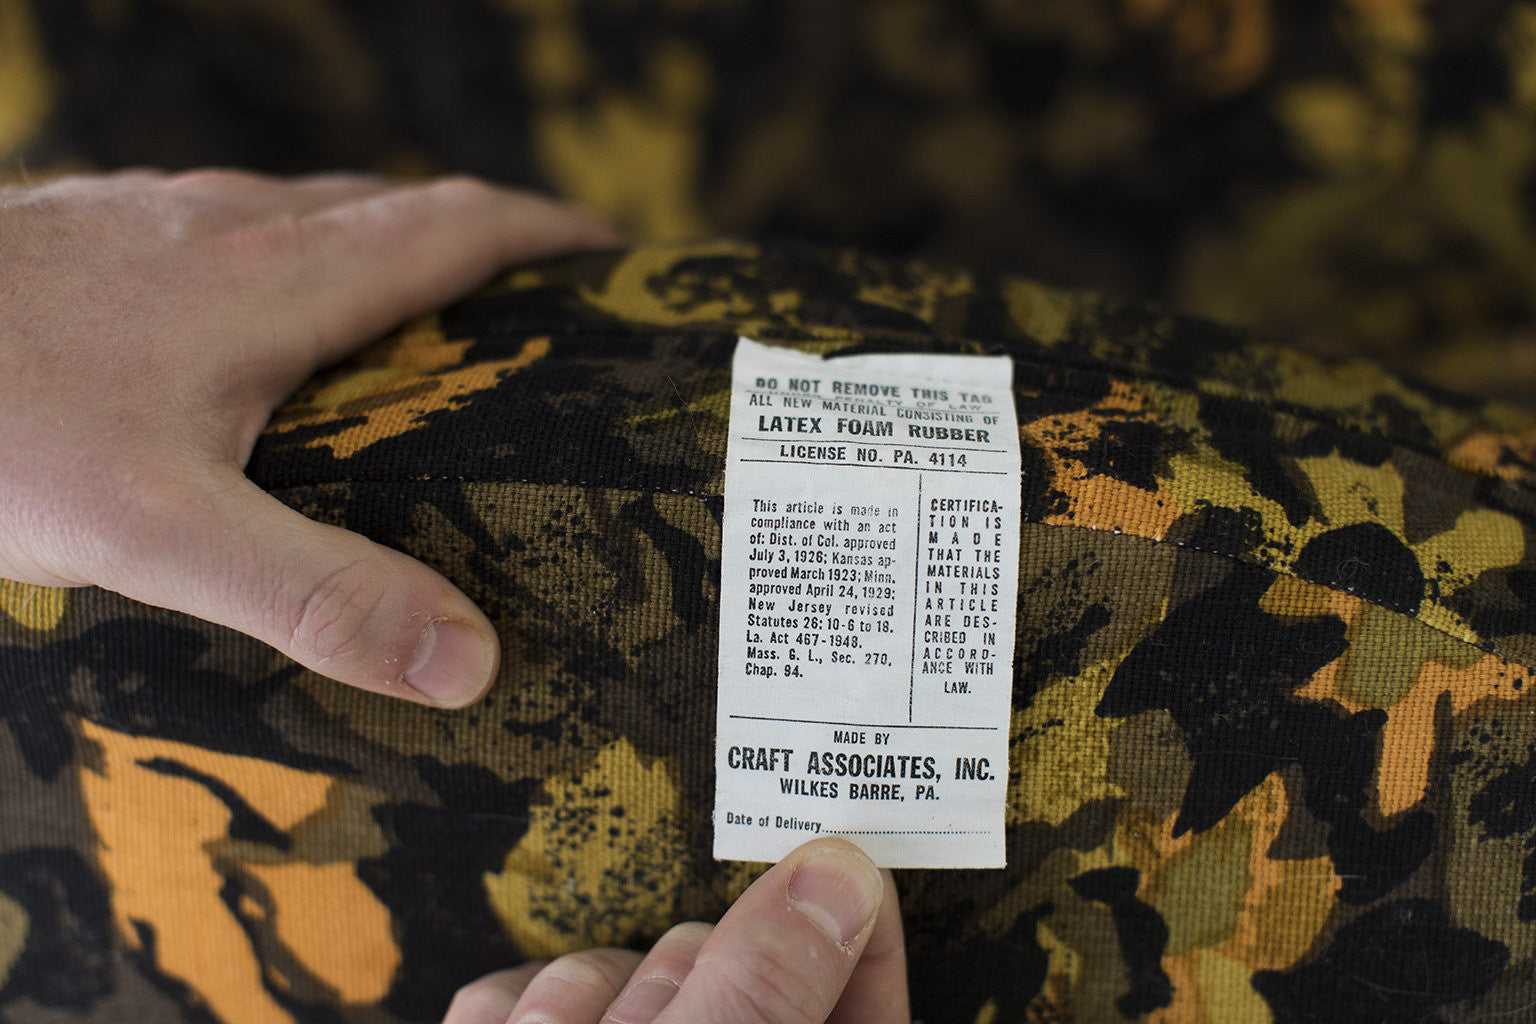 DO NOT REMOVE THIS TAG
UNDER PENALTY OF LAW
ALL NEW MATERIAL CONSISTING OF
LATEX FOAM RUBBER
LICENSE NO. PA. 4114
This article is made in
compliance with an act
of: Dist. of Col. approved
July 3, 1926; Kansas ap-
proved March 1923; Minn.
approved April 24, 1929;
New Jersey revised
Statutes 26: 10-6 to 18.
La. Act 467-1948.
Mass. G. L., Sec. 270,
Chap. 94.
CERTIFICA-
TION IS
MADE
THAT THE
MATERIALS
IN THIS
ARTICLE
ARE DES-
CRIBED IN
ACCORD-
ANCE WITH
LAW.
MADE BY
CRAFT ASSOCIATES, INC.
WILKES BARRE, PA.
Date of Delivery